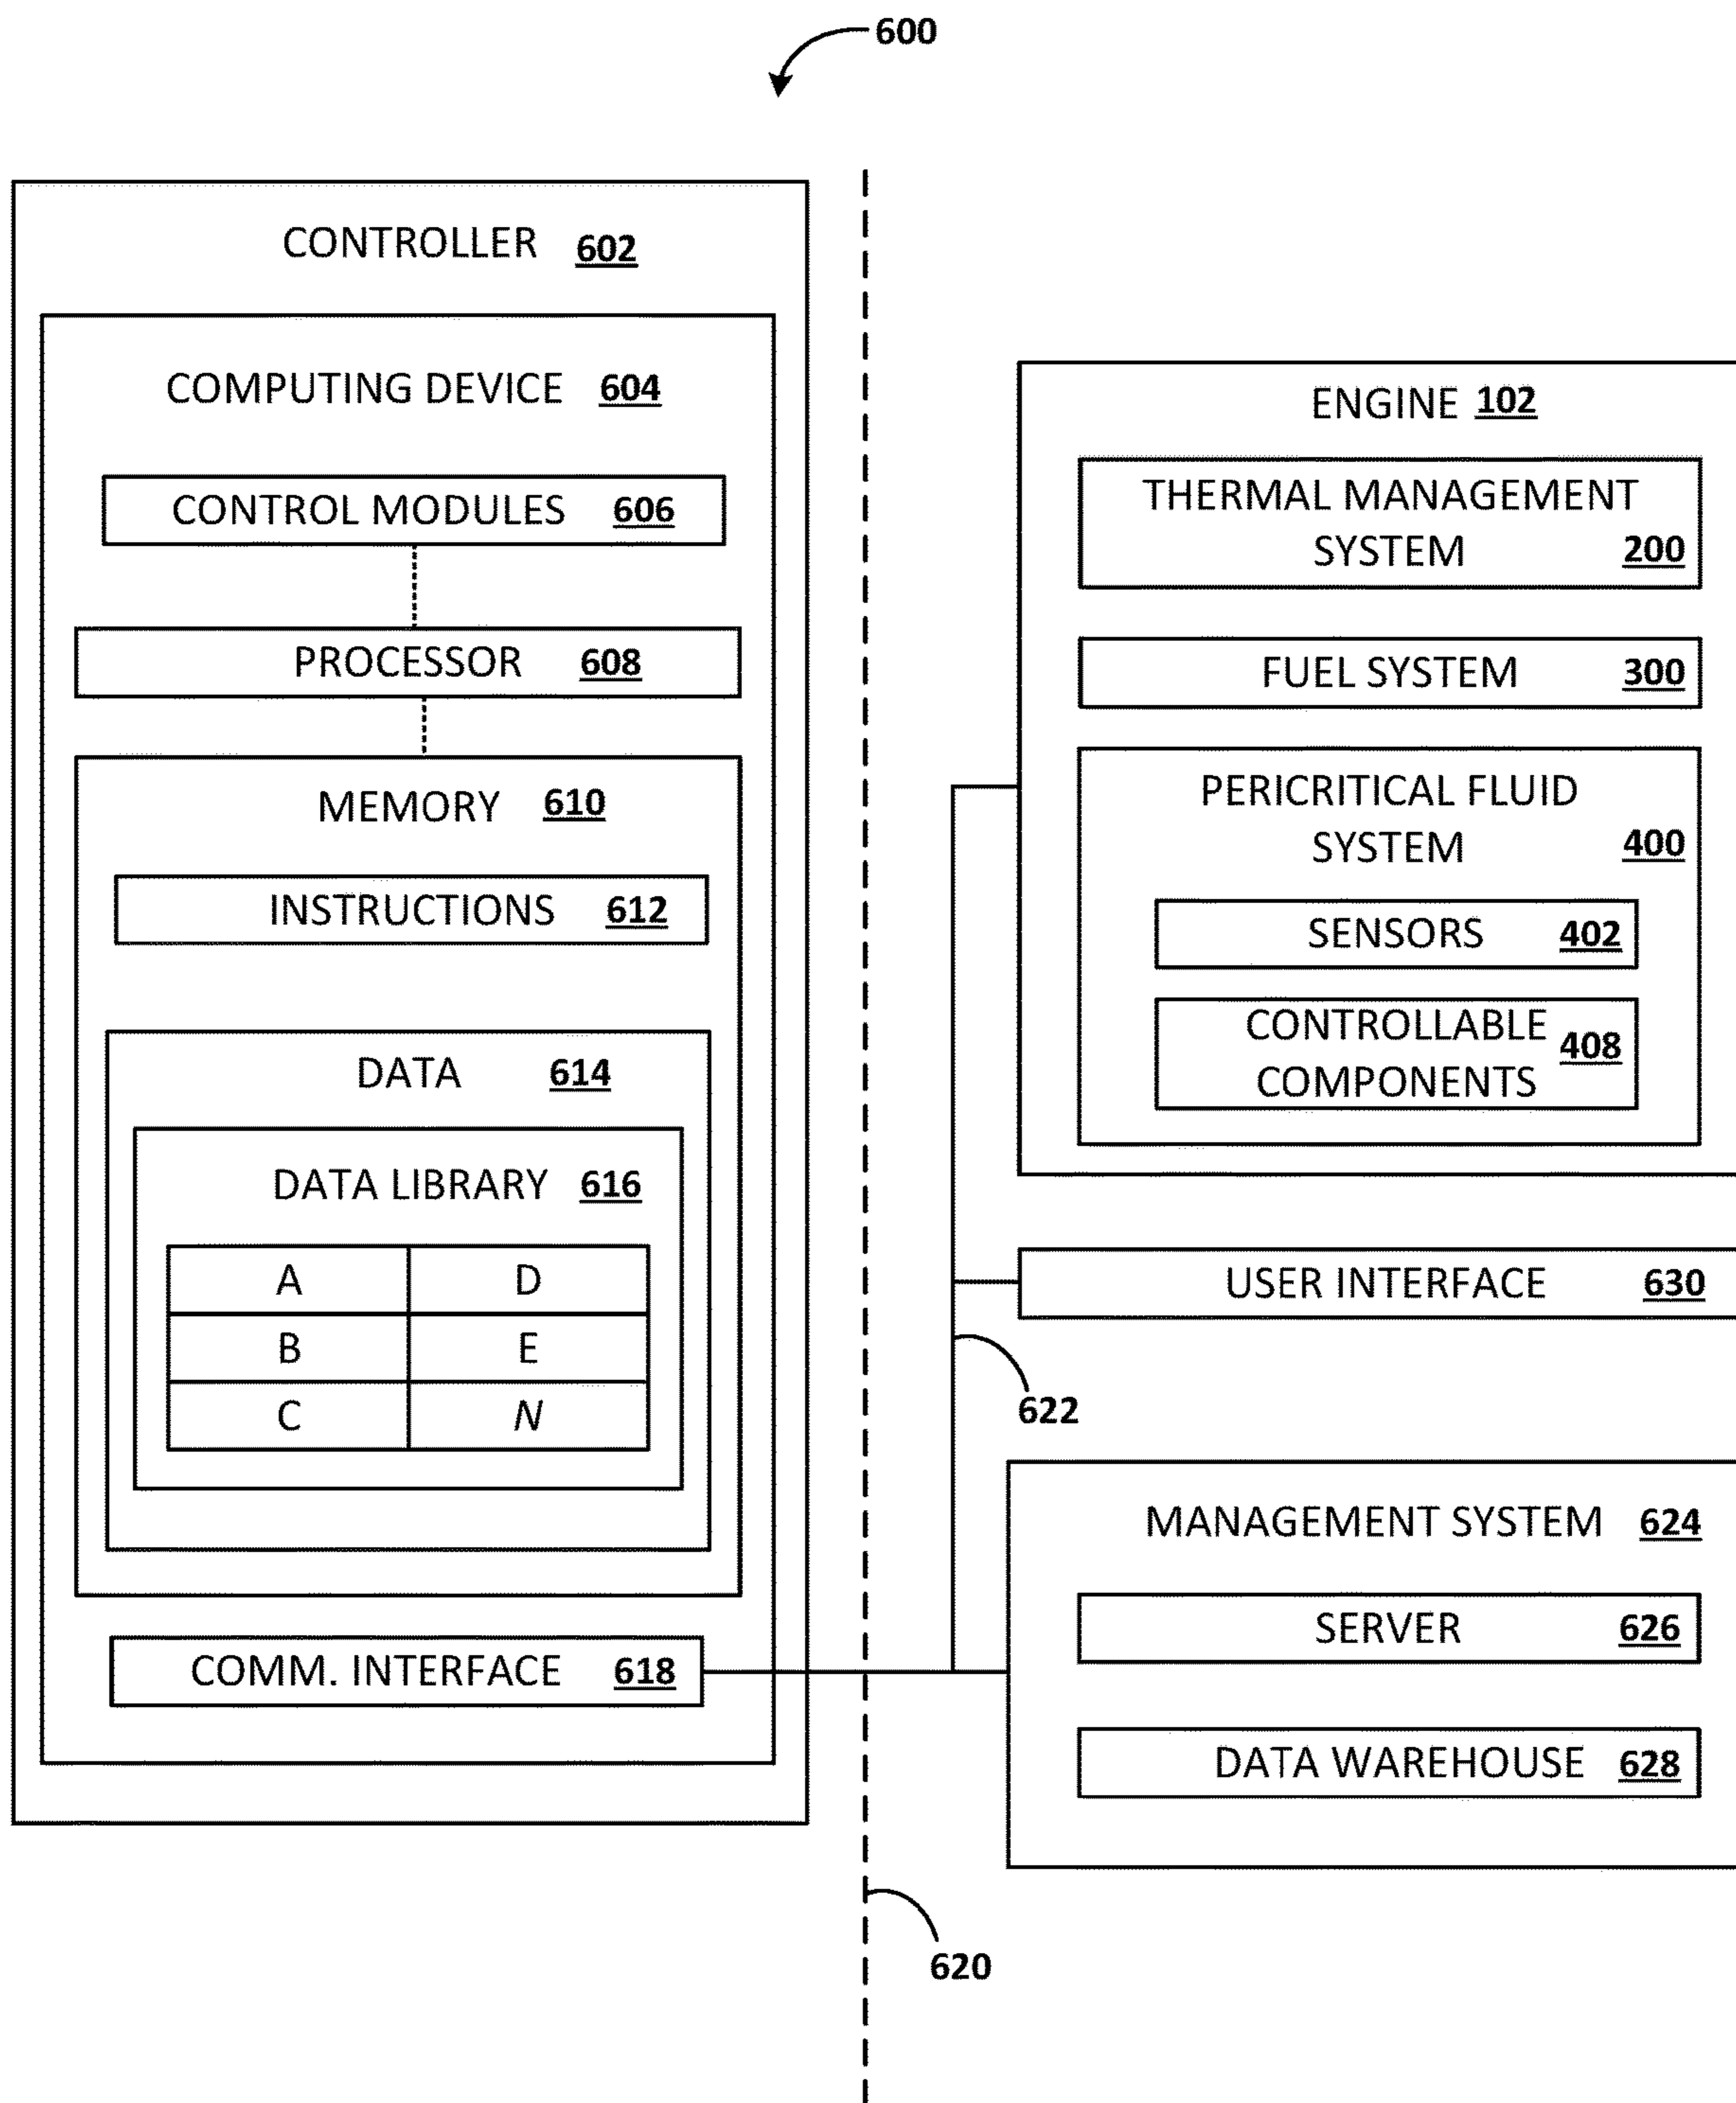 600
CONTROLLER 602
COMPUTING DEVICE 604
CONTROL MODULES 606
PROCESSOR 608
MEMORY 610
INSTRUCTIONS 612
DATA 614
DATA LIBRARY 616
A D
B E
C N
COMM. INTERFACE 618
ENGINE 102
THERMAL MANAGEMENT
SYSTEM 200
FUEL SYSTEM 300
PERICRITICAL FLUID
SYSTEM 400
SENSORS 402
CONTROLLABLE
COMPONENTS 408
USER INTERFACE 630
622
MANAGEMENT SYSTEM 624
SERVER 626
DATA WAREHOUSE 628
620